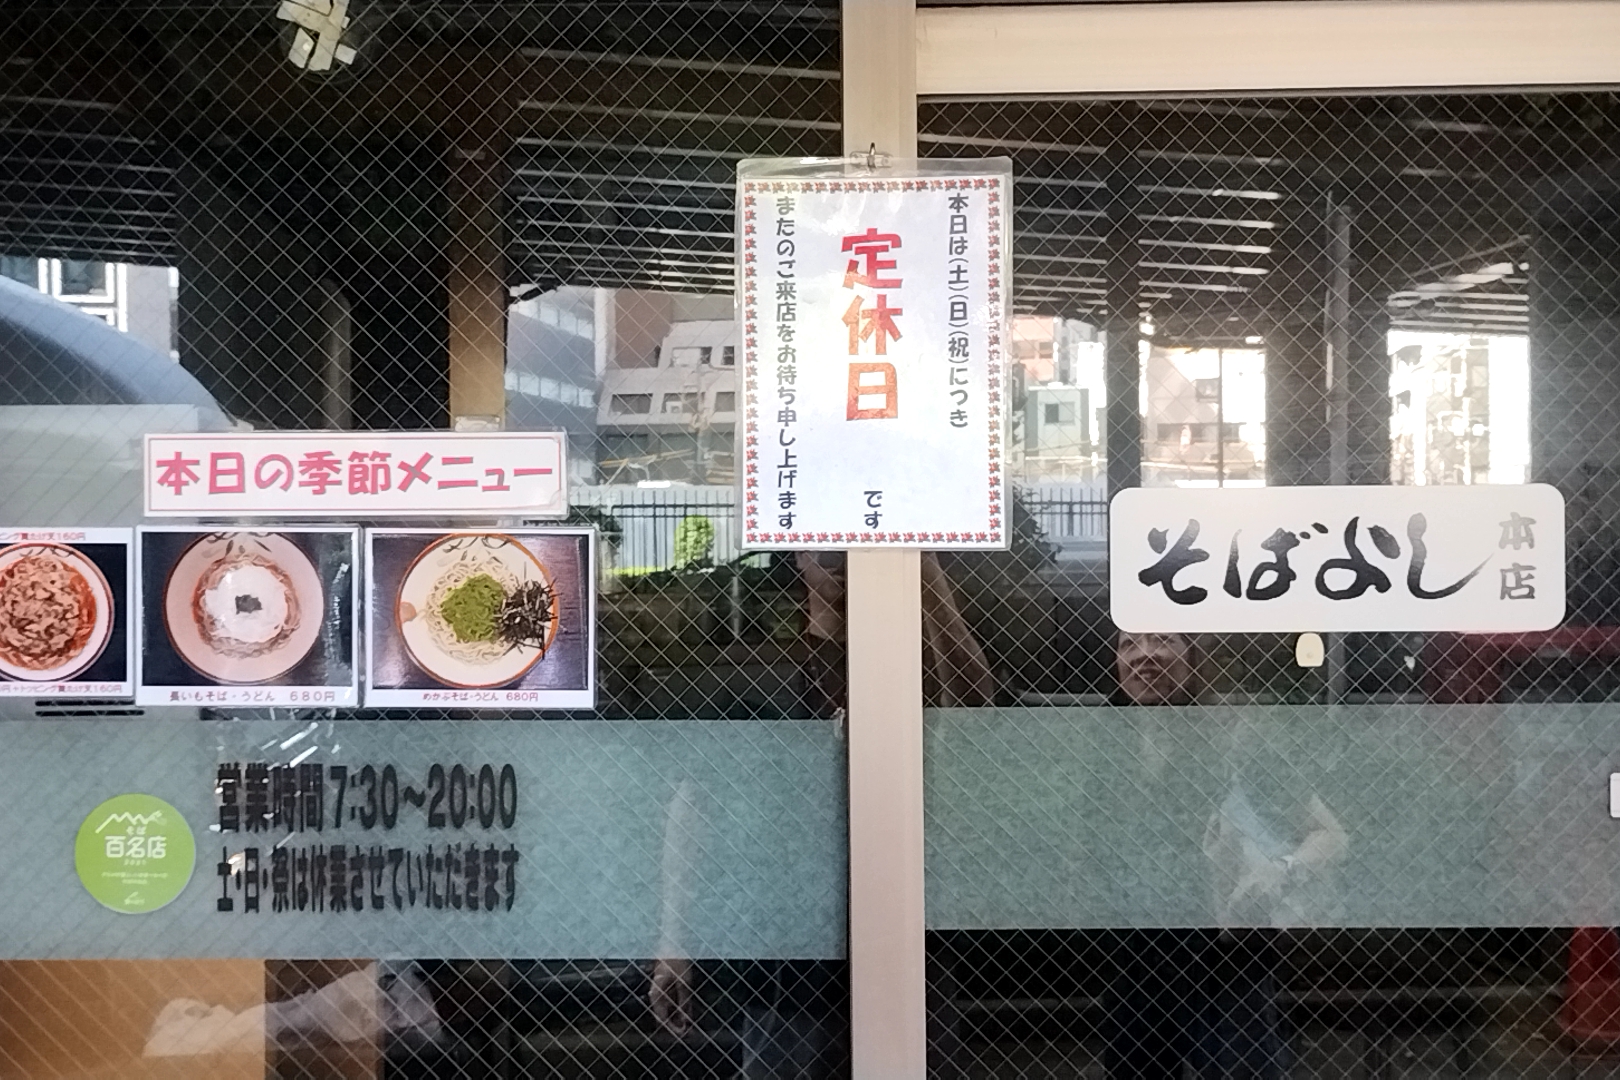 本日は(土)(日)(祝)につき
定休日
です
またのご来店をお待ち申し上げます
本日の季節メニュー
長いもそば・うどん 680円
めかぶそば・うどん 680円
そばよし
本店
営業時間7:30~20:00
土・日・祭は休業させていただきます
そば
百名店
2021